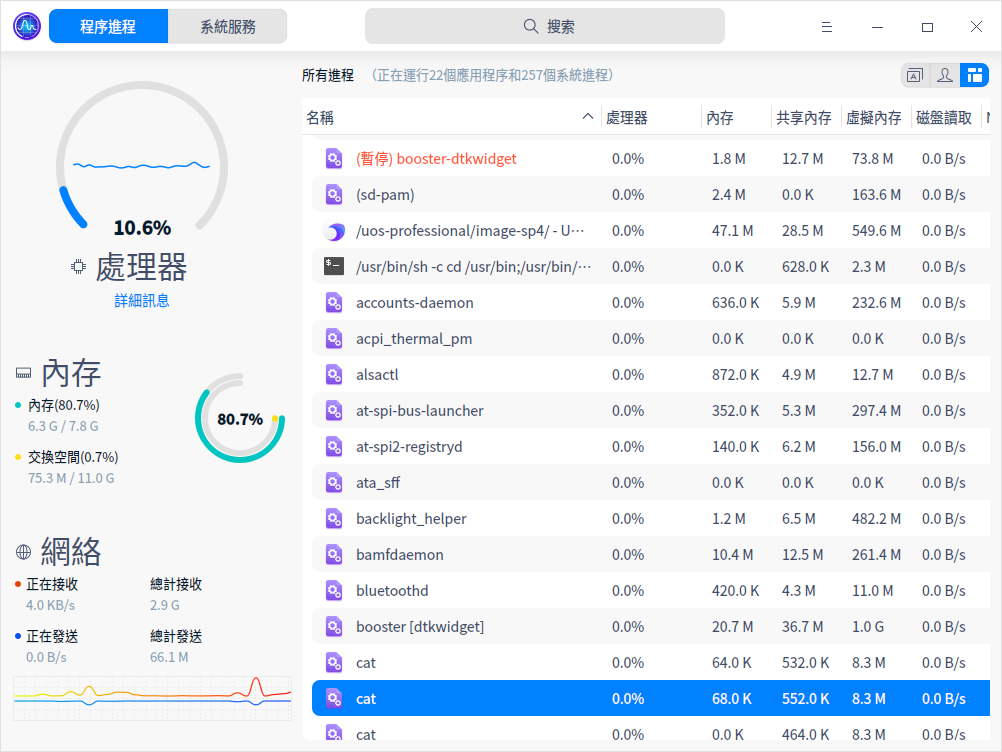 程序進程 系統服務 搜索
所有進程 （正在運行22個應用程序和257個系統進程）
10.6%
處理器
詳細訊息
內存
內存(80.7%)
6.3 G / 7.8 G
80.7%
交換空間(0.7%)
75.3 M / 11.0 G
網絡
正在接收 總計接收
4.0 KB/s 2.9 G
正在發送 總計發送
0.0 B/s 66.1 M
名稱 處理器 內存 共享內存 虛擬內存 磁盤讀取
(暫停) booster-dtkwidget 0.0% 1.8 M 12.7 M 73.8 M 0.0 B/s
(sd-pam) 0.0% 2.4 M 0.0 K 163.6 M 0.0 B/s
/uos-professional/image-sp4/ - U··· 0.0% 47.1 M 28.5 M 549.6 M 0.0 B/s
/usr/bin/sh -c cd /usr/bin;/usr/bin/··· 0.0% 0.0 K 628.0 K 2.3 M 0.0 B/s
accounts-daemon 0.0% 636.0 K 5.9 M 232.6 M 0.0 B/s
acpi_thermal_pm 0.0% 0.0 K 0.0 K 0.0 K 0.0 B/s
alsactl 0.0% 872.0 K 4.9 M 12.7 M 0.0 B/s
at-spi-bus-launcher 0.0% 352.0 K 5.3 M 297.4 M 0.0 B/s
at-spi2-registryd 0.0% 140.0 K 6.2 M 156.0 M 0.0 B/s
ata_sff 0.0% 0.0 K 0.0 K 0.0 K 0.0 B/s
backlight_helper 0.0% 1.2 M 6.5 M 482.2 M 0.0 B/s
bamfdaemon 0.0% 10.4 M 12.5 M 261.4 M 0.0 B/s
bluetoothd 0.0% 420.0 K 4.3 M 11.0 M 0.0 B/s
booster [dtkwidget] 0.0% 20.7 M 36.7 M 1.0 G 0.0 B/s
cat 0.0% 64.0 K 532.0 K 8.3 M 0.0 B/s
cat 0.0% 68.0 K 552.0 K 8.3 M 0.0 B/s
cat 0.0% 0.0 K 464.0 K 8.3 M 0.0 B/s